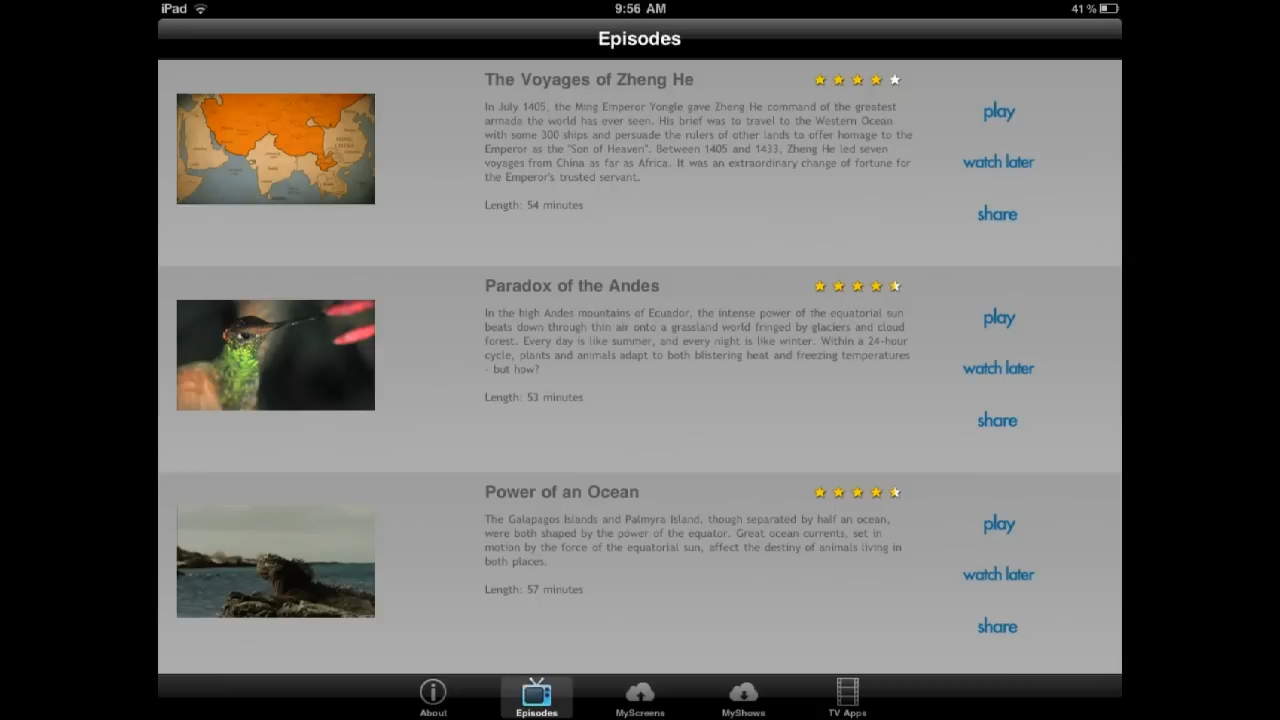 iPad
9:56 AM
41 %
Episodes
The Voyages of Zheng He
In July 1405, the Ming Emperor Yongle gave Zheng He command of the greatest
armada the world has ever seen. His brief was to travel to the Western Ocean
with some 300 ships and persuade the rulers of other lands to offer homage to the
Emperor as the "Son of Heaven". Between 1405 and 1433, Zheng He led seven
voyages from China as far as Africa. It was an extraordinary change of fortune for
the Emperor's trusted servant.
Length: 54 minutes
play
watch later
share
Paradox of the Andes
In the high Andes mountains of Ecuador, the intense power of the equatorial sun
beats down through thin air onto a grassland world fringed by glaciers and cloud
forest. Every day is like summer, and every night is like winter. Within a 24-hour
cycle, plants and animals adapt to both blistering heat and freezing temperatures
- but how?
Length: 53 minutes
play
watch later
share
Power of an Ocean
The Galapagos Islands and Palmyra Island, though separated by half an ocean,
were both shaped by the power of the equator. Great ocean currents, set in
motion by the force of the equatorial sun, affect the destiny of animals living in
both places.
Length: 57 minutes
play
watch later
share
About
Episodes
MyScreens
MyShows
TV Apps